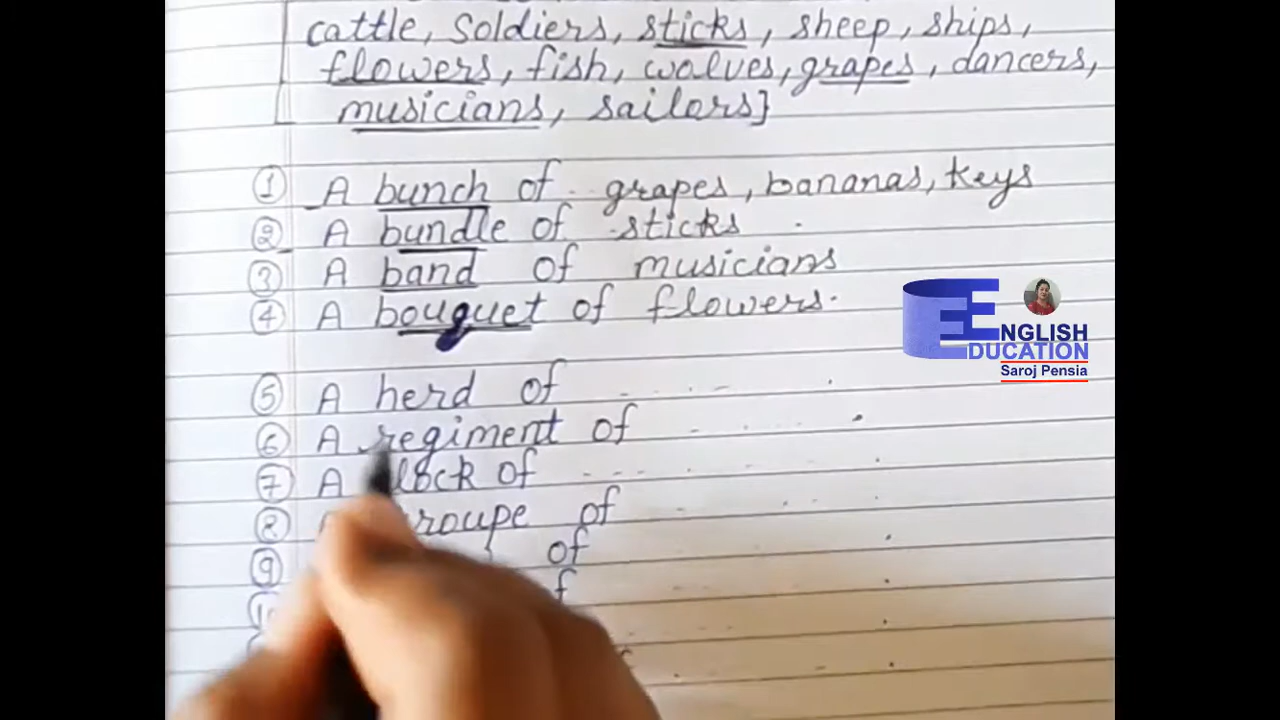 cattle, soldiers, sticks, sheep, ships,
flowers, fish, wolves, grapes, dancers,
musicians, sailors]
① A bunch of grapes, bananas, keys
② A bundle of sticks
③ A band of musicians
④ A bouquet of flowers.
⑤ A herd of
⑥ A regiment of
⑦ A of
⑧ of
⑨ of
ENGLISH
EDUCATION
Saroj Pensia